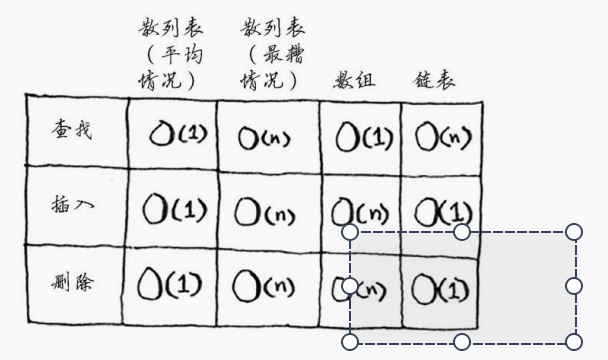 散列表（平均情况） 散列表（最糟情况） 数组 链表
查找 O(1) O(n) O(1) O(n)
插入 O(1) O(n) O(n) O(1)
删除 O(1) O(n) O(n) O(1)